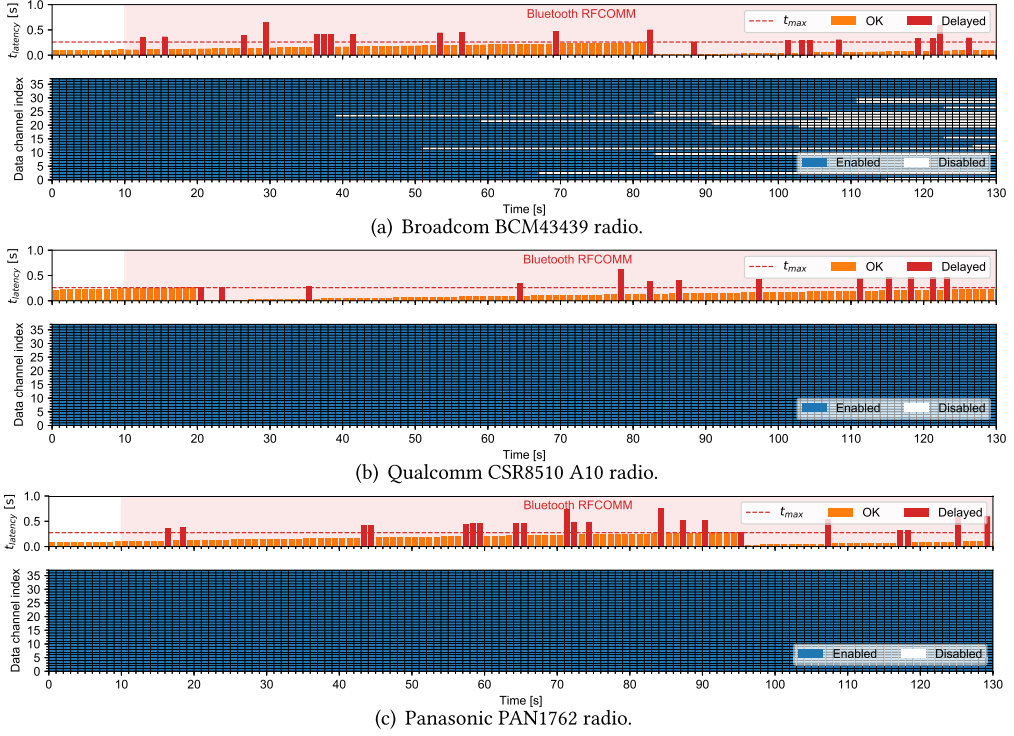 t_latency [s]
1.0
0.5
0.0
Bluetooth RFCOMM
t_max OK Delayed
Data channel index
35
30
25
20
15
10
5
0
Enabled Disabled
0 10 20 30 40 50 60 70 80 90 100 110 120 130
Time [s]
(a) Broadcom BCM43439 radio.
t_latency [s]
1.0
0.5
0.0
Bluetooth RFCOMM
t_max OK Delayed
Data channel index
35
30
25
20
15
10
5
0
Enabled Disabled
0 10 20 30 40 50 60 70 80 90 100 110 120 130
Time [s]
(b) Qualcomm CSR8510 A10 radio.
t_latency [s]
1.0
0.5
0.0
Bluetooth RFCOMM
t_max OK Delayed
Data channel index
35
30
25
20
15
10
5
0
Enabled Disabled
0 10 20 30 40 50 60 70 80 90 100 110 120 130
Time [s]
(c) Panasonic PAN1762 radio.